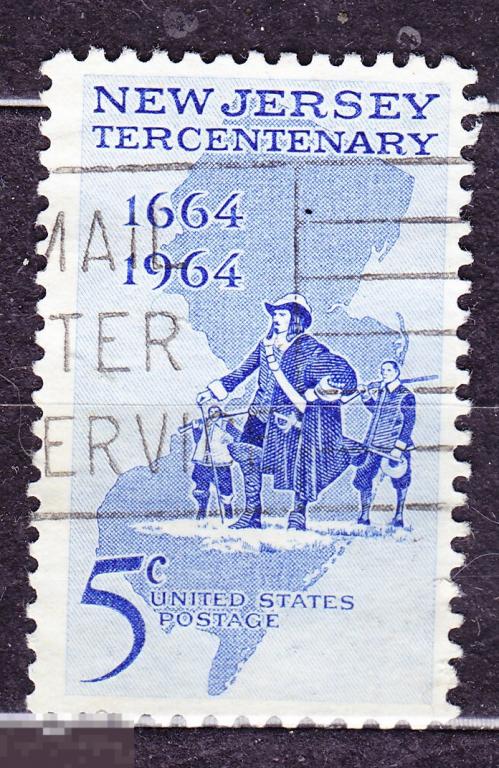 NEW JERSEY
TERCENTENARY
1664
1964
MAIL
TER
ERVI
5c
UNITED STATES
POSTAGE